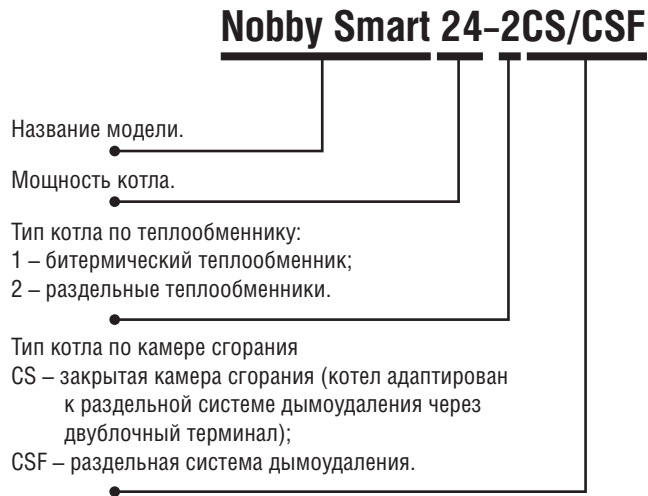 Nobby Smart 24–2CS/CSF
Название модели.
Мощность котла.
Тип котла по теплообменнику:
1 – битермический теплообменник;
2 – раздельные теплообменники.
Тип котла по камере сгорания
CS – закрытая камера сгорания (котел адаптирован
к раздельной системе дымоудаления через
двублочный терминал);
CSF – раздельная система дымоудаления.